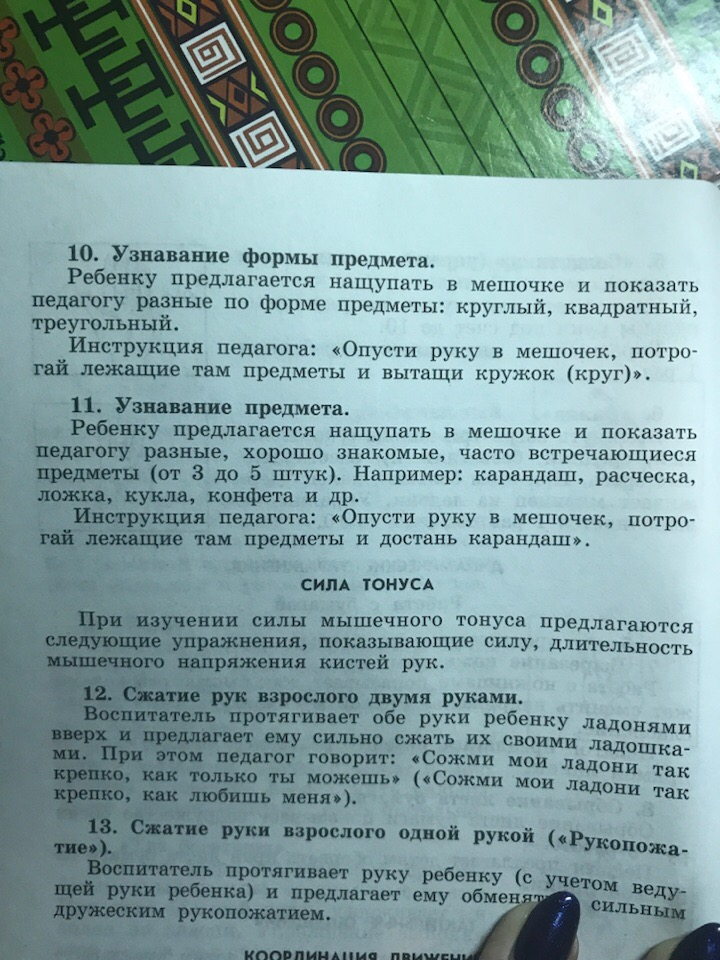 10. Узнавание формы предмета.
Ребенку предлагается нащупать в мешочке и показать
педагогу разные по форме предметы: круглый, квадратный,
треугольный.
Инструкция педагога: «Опусти руку в мешочек, потро-
гай лежащие там предметы и вытащи кружок (круг)».
11. Узнавание предмета.
Ребенку предлагается нащупать в мешочке и показать
педагогу разные, хорошо знакомые, часто встречающиеся
предметы (от 3 до 5 штук). Например: карандаш, расческа,
ложка, кукла, конфета и др.
Инструкция педагога: «Опусти руку в мешочек, потро-
гай лежащие там предметы и достань карандаш».
СИЛА ТОНУСА
При изучении силы мышечного тонуса предлагаются
следующие упражнения, показывающие силу, длительность
мышечного напряжения кистей рук.
12. Сжатие рук взрослого двумя руками.
Воспитатель протягивает обе руки ребенку ладонями
вверх и предлагает ему сильно сжать их своими ладошка-
ми. При этом педагог говорит: «Сожми мои ладони так
крепко, как только ты можешь» («Сожми мои ладони так
крепко, как любишь меня»).
13. Сжатие руки взрослого одной рукой («Рукопожа-
тие»).
Воспитатель протягивает руку ребенку (с учетом веду-
щей руки ребенка) и предлагает ему сильным
дружеским рукопожатием.
КООРДИНАЦИЯ